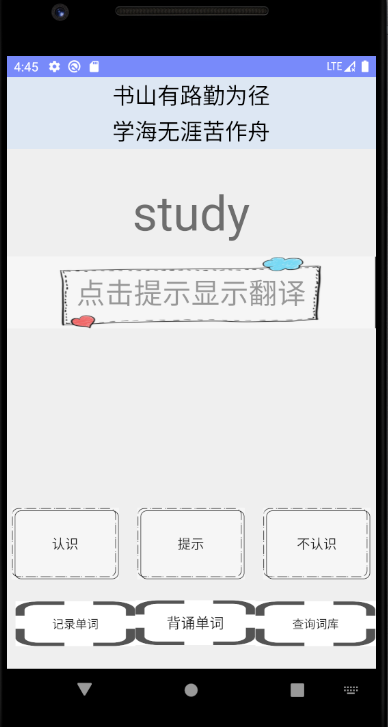 4:45 LTE
书山有路勤为径
学海无涯苦作舟
study
点击提示显示翻译
认识 提示 不认识
记录单词 背诵单词 查询词库